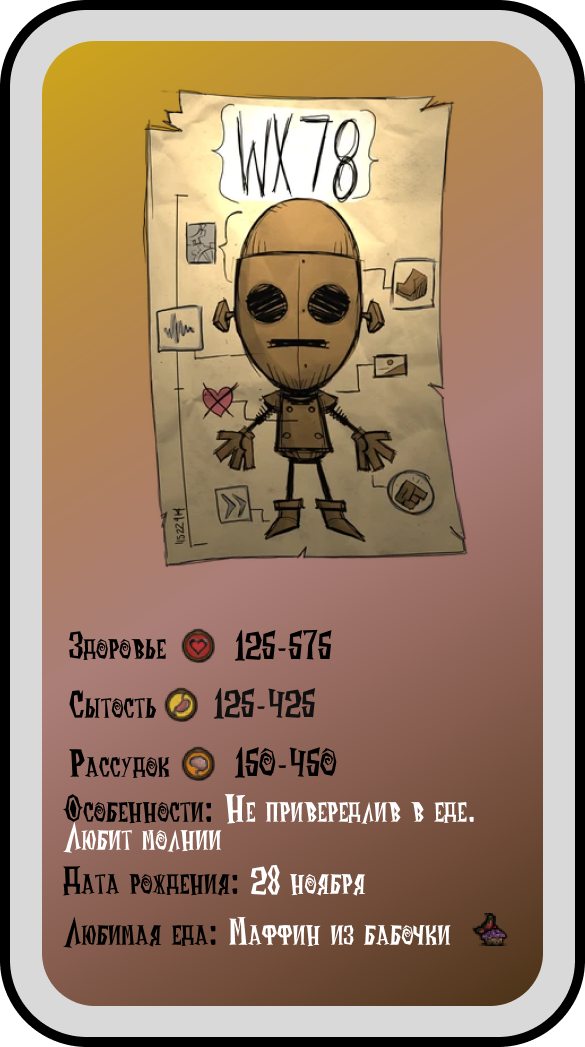 WX 78
45229H
Здоровье 125-575
Сытость 125-425
Рассудок 150-450
Особенности: Не привередлив в еде.
Любит молнии
Дата рождения: 28 ноября
Любимая еда: Маффин из бабочки